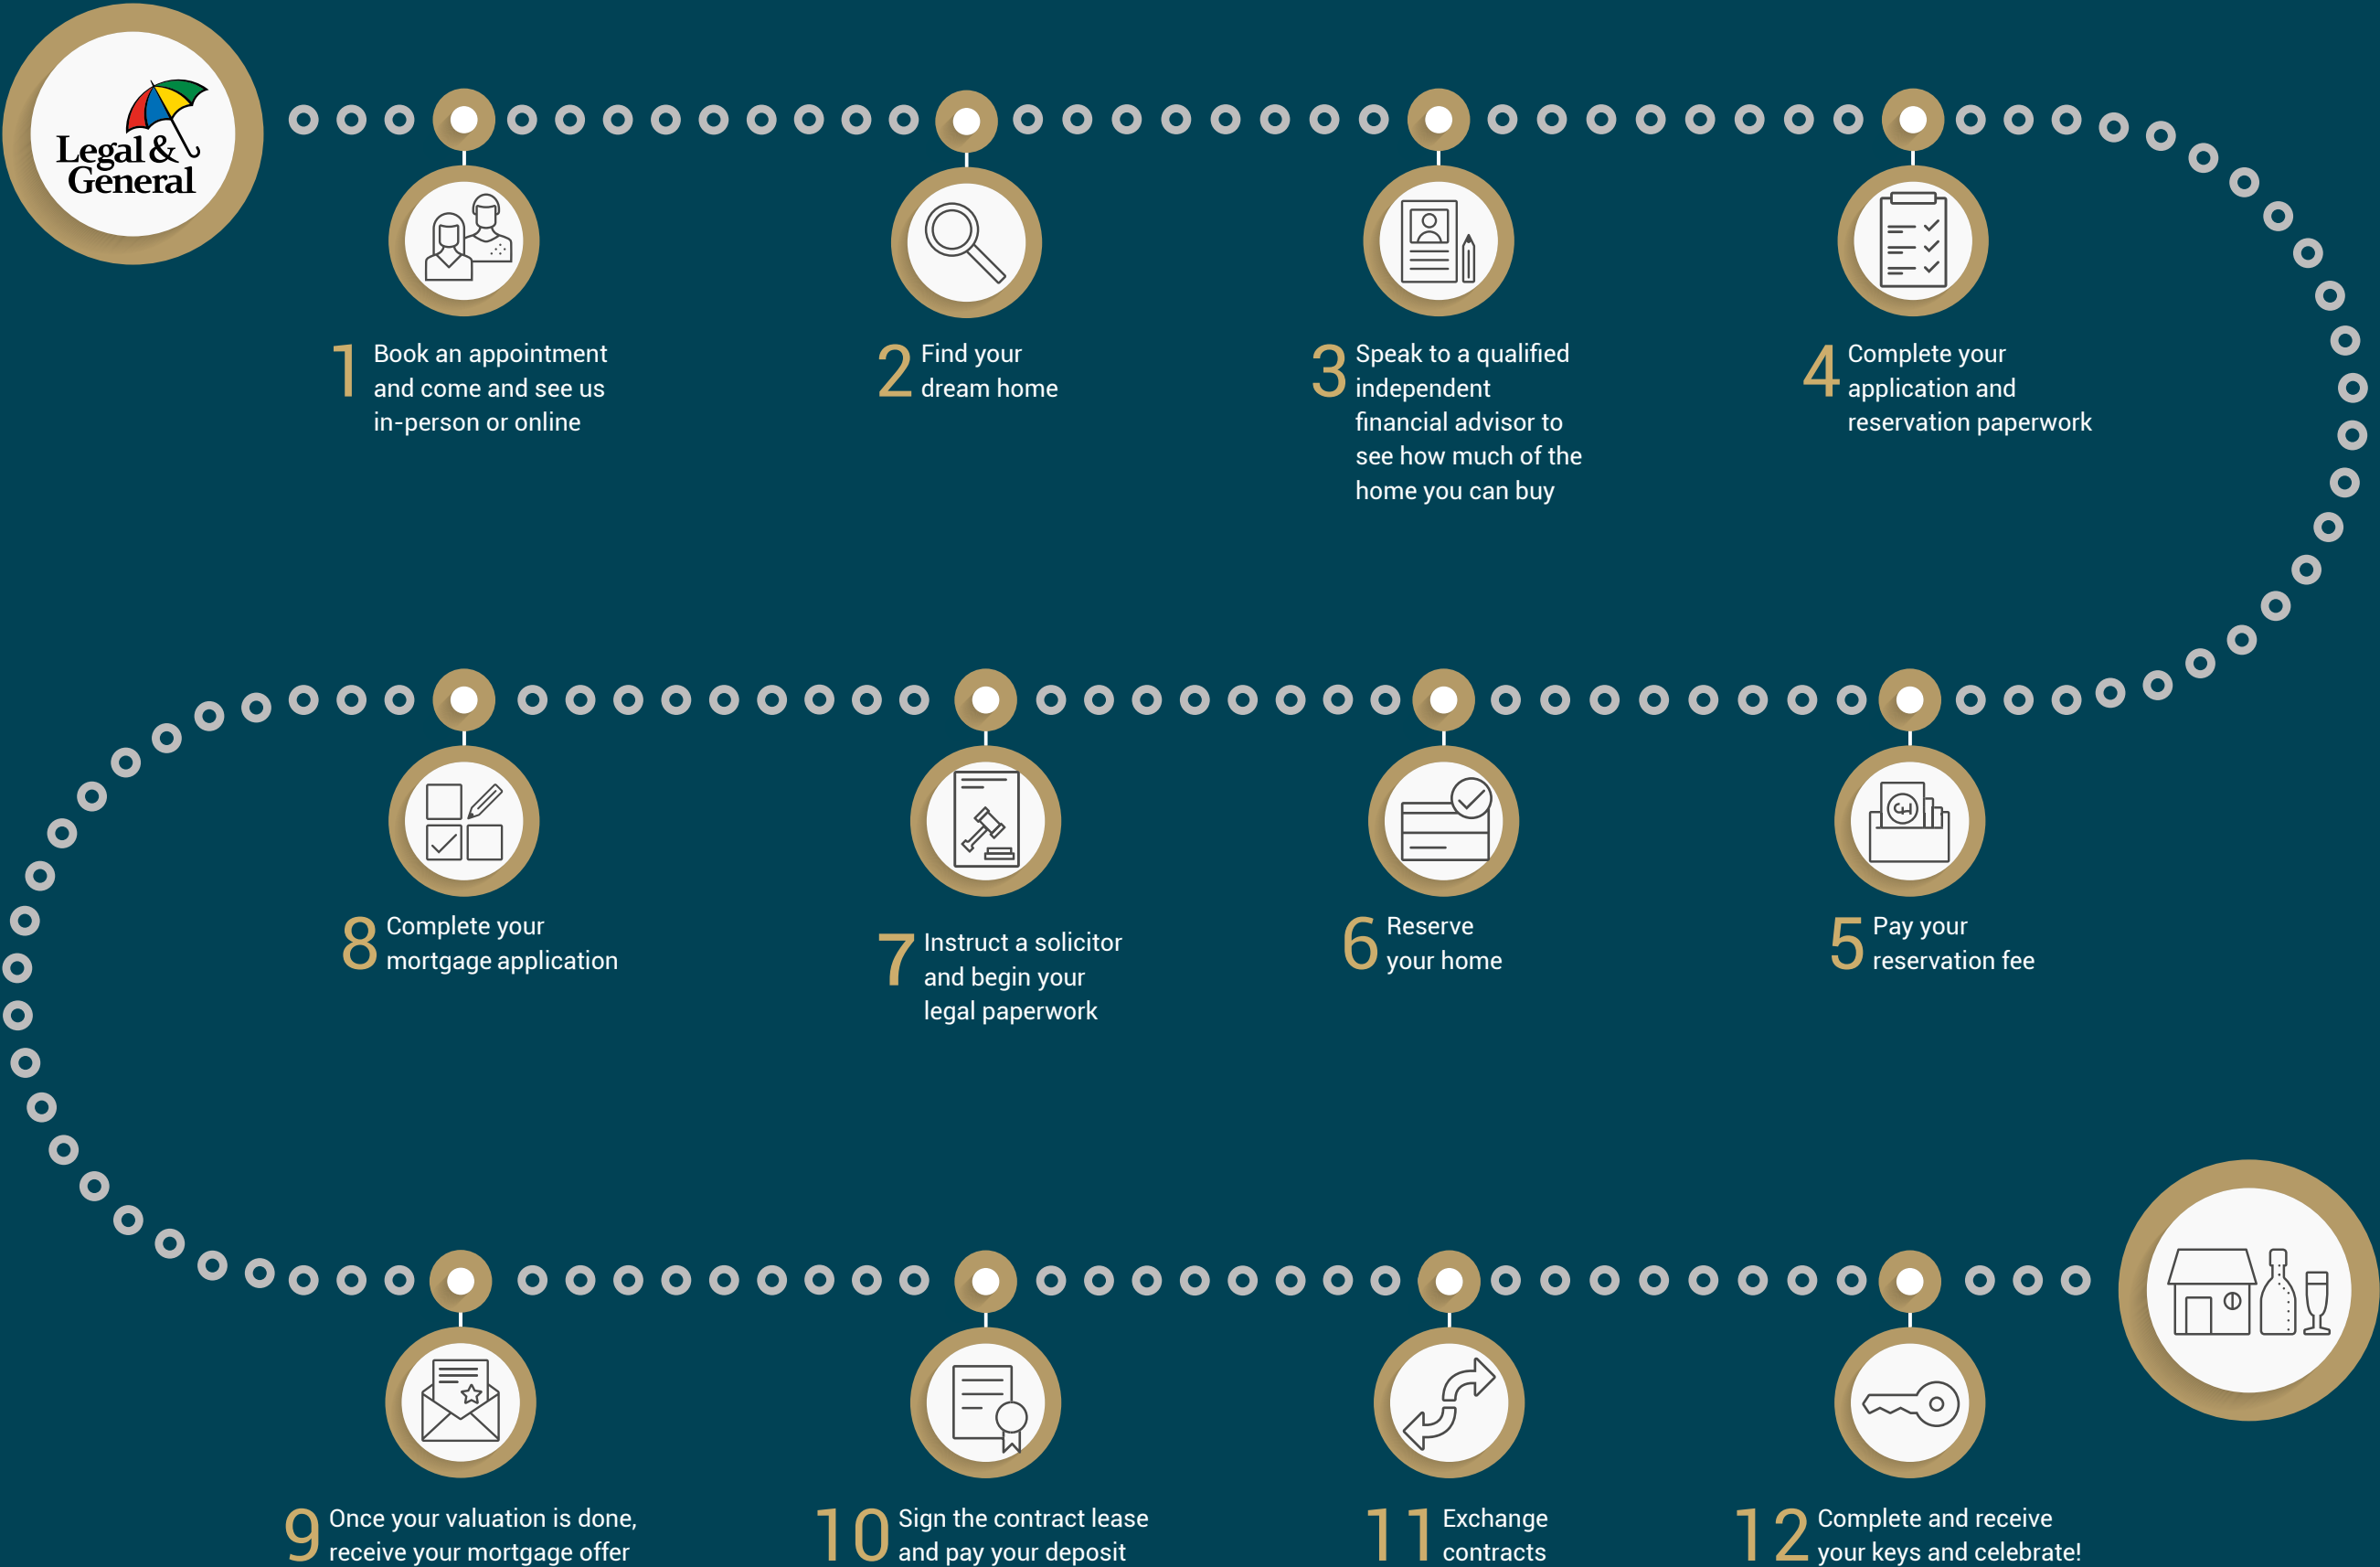 Legal &
General
1 Book an appointment
and come and see us
in-person or online
2 Find your
dream home
3 Speak to a qualified
independent
financial advisor to
see how much of the
home you can buy
4 Complete your
application and
reservation paperwork
5 Pay your
reservation fee
6 Reserve
your home
7 Instruct a solicitor
and begin your
legal paperwork
8 Complete your
mortgage application
9 Once your valuation is done,
receive your mortgage offer
10 Sign the contract lease
and pay your deposit
11 Exchange
contracts
12 Complete and receive
your keys and celebrate!